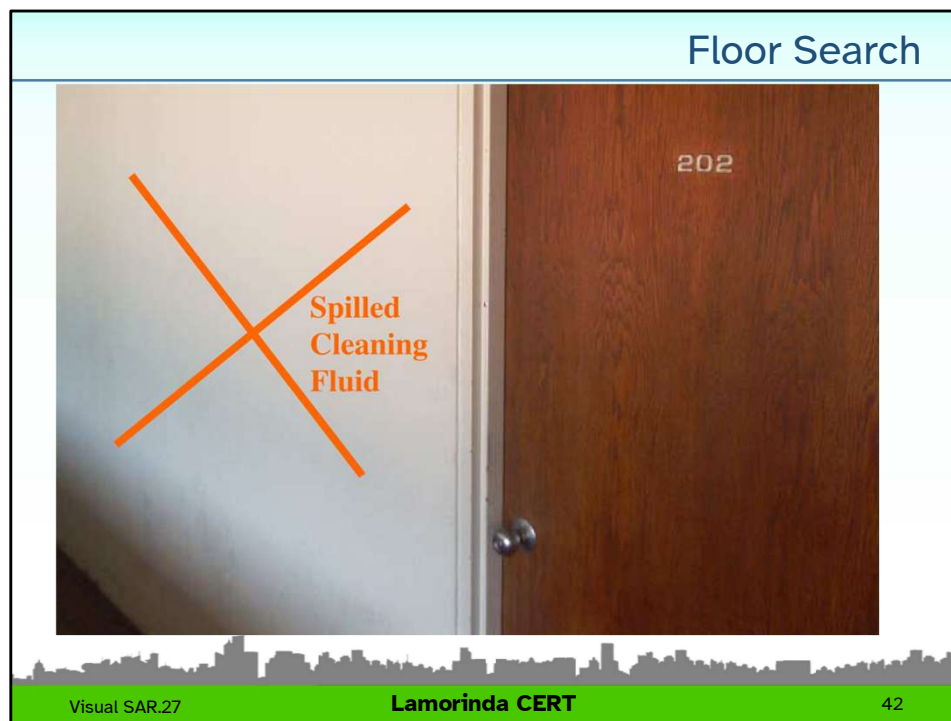 Floor Search
202
Spilled
Cleaning
Fluid
Visual SAR.27
Lamorinda CERT
42